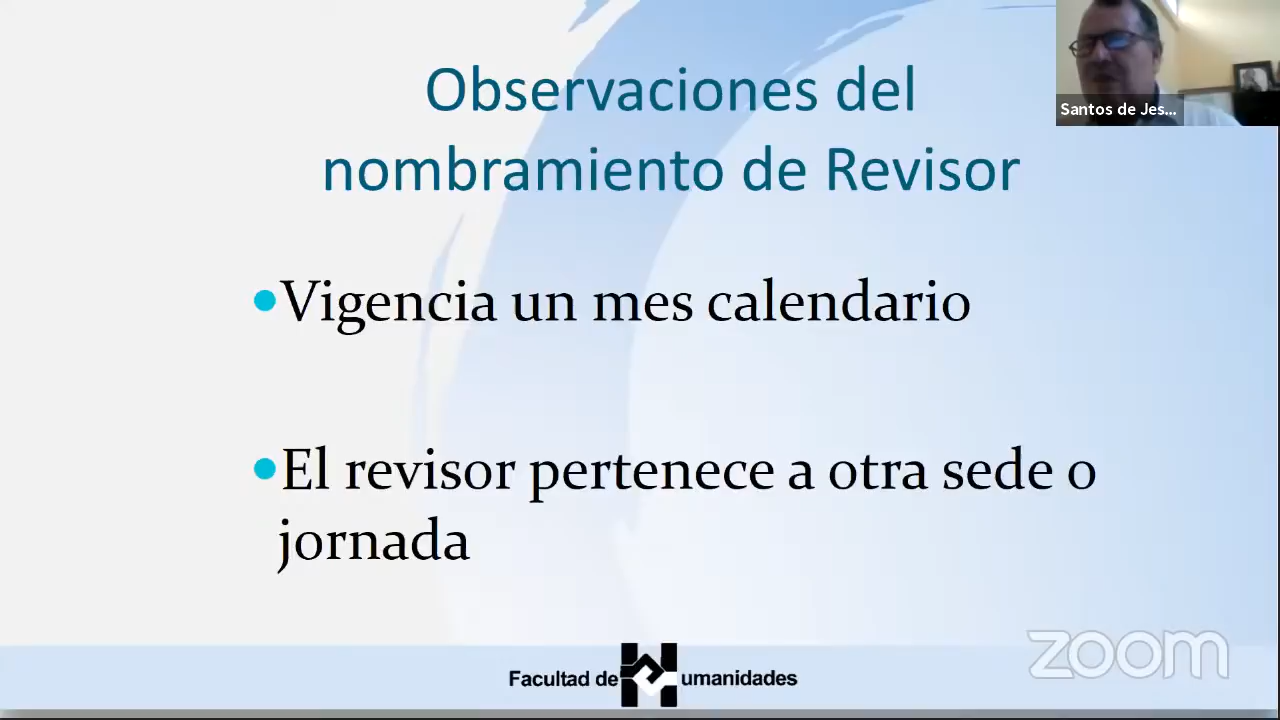 Observaciones del
nombramiento de Revisor
Santos de Jes...
•Vigencia un mes calendario
•El revisor pertenece a otra sede o
jornada
Facultad de Humanidades
zoom